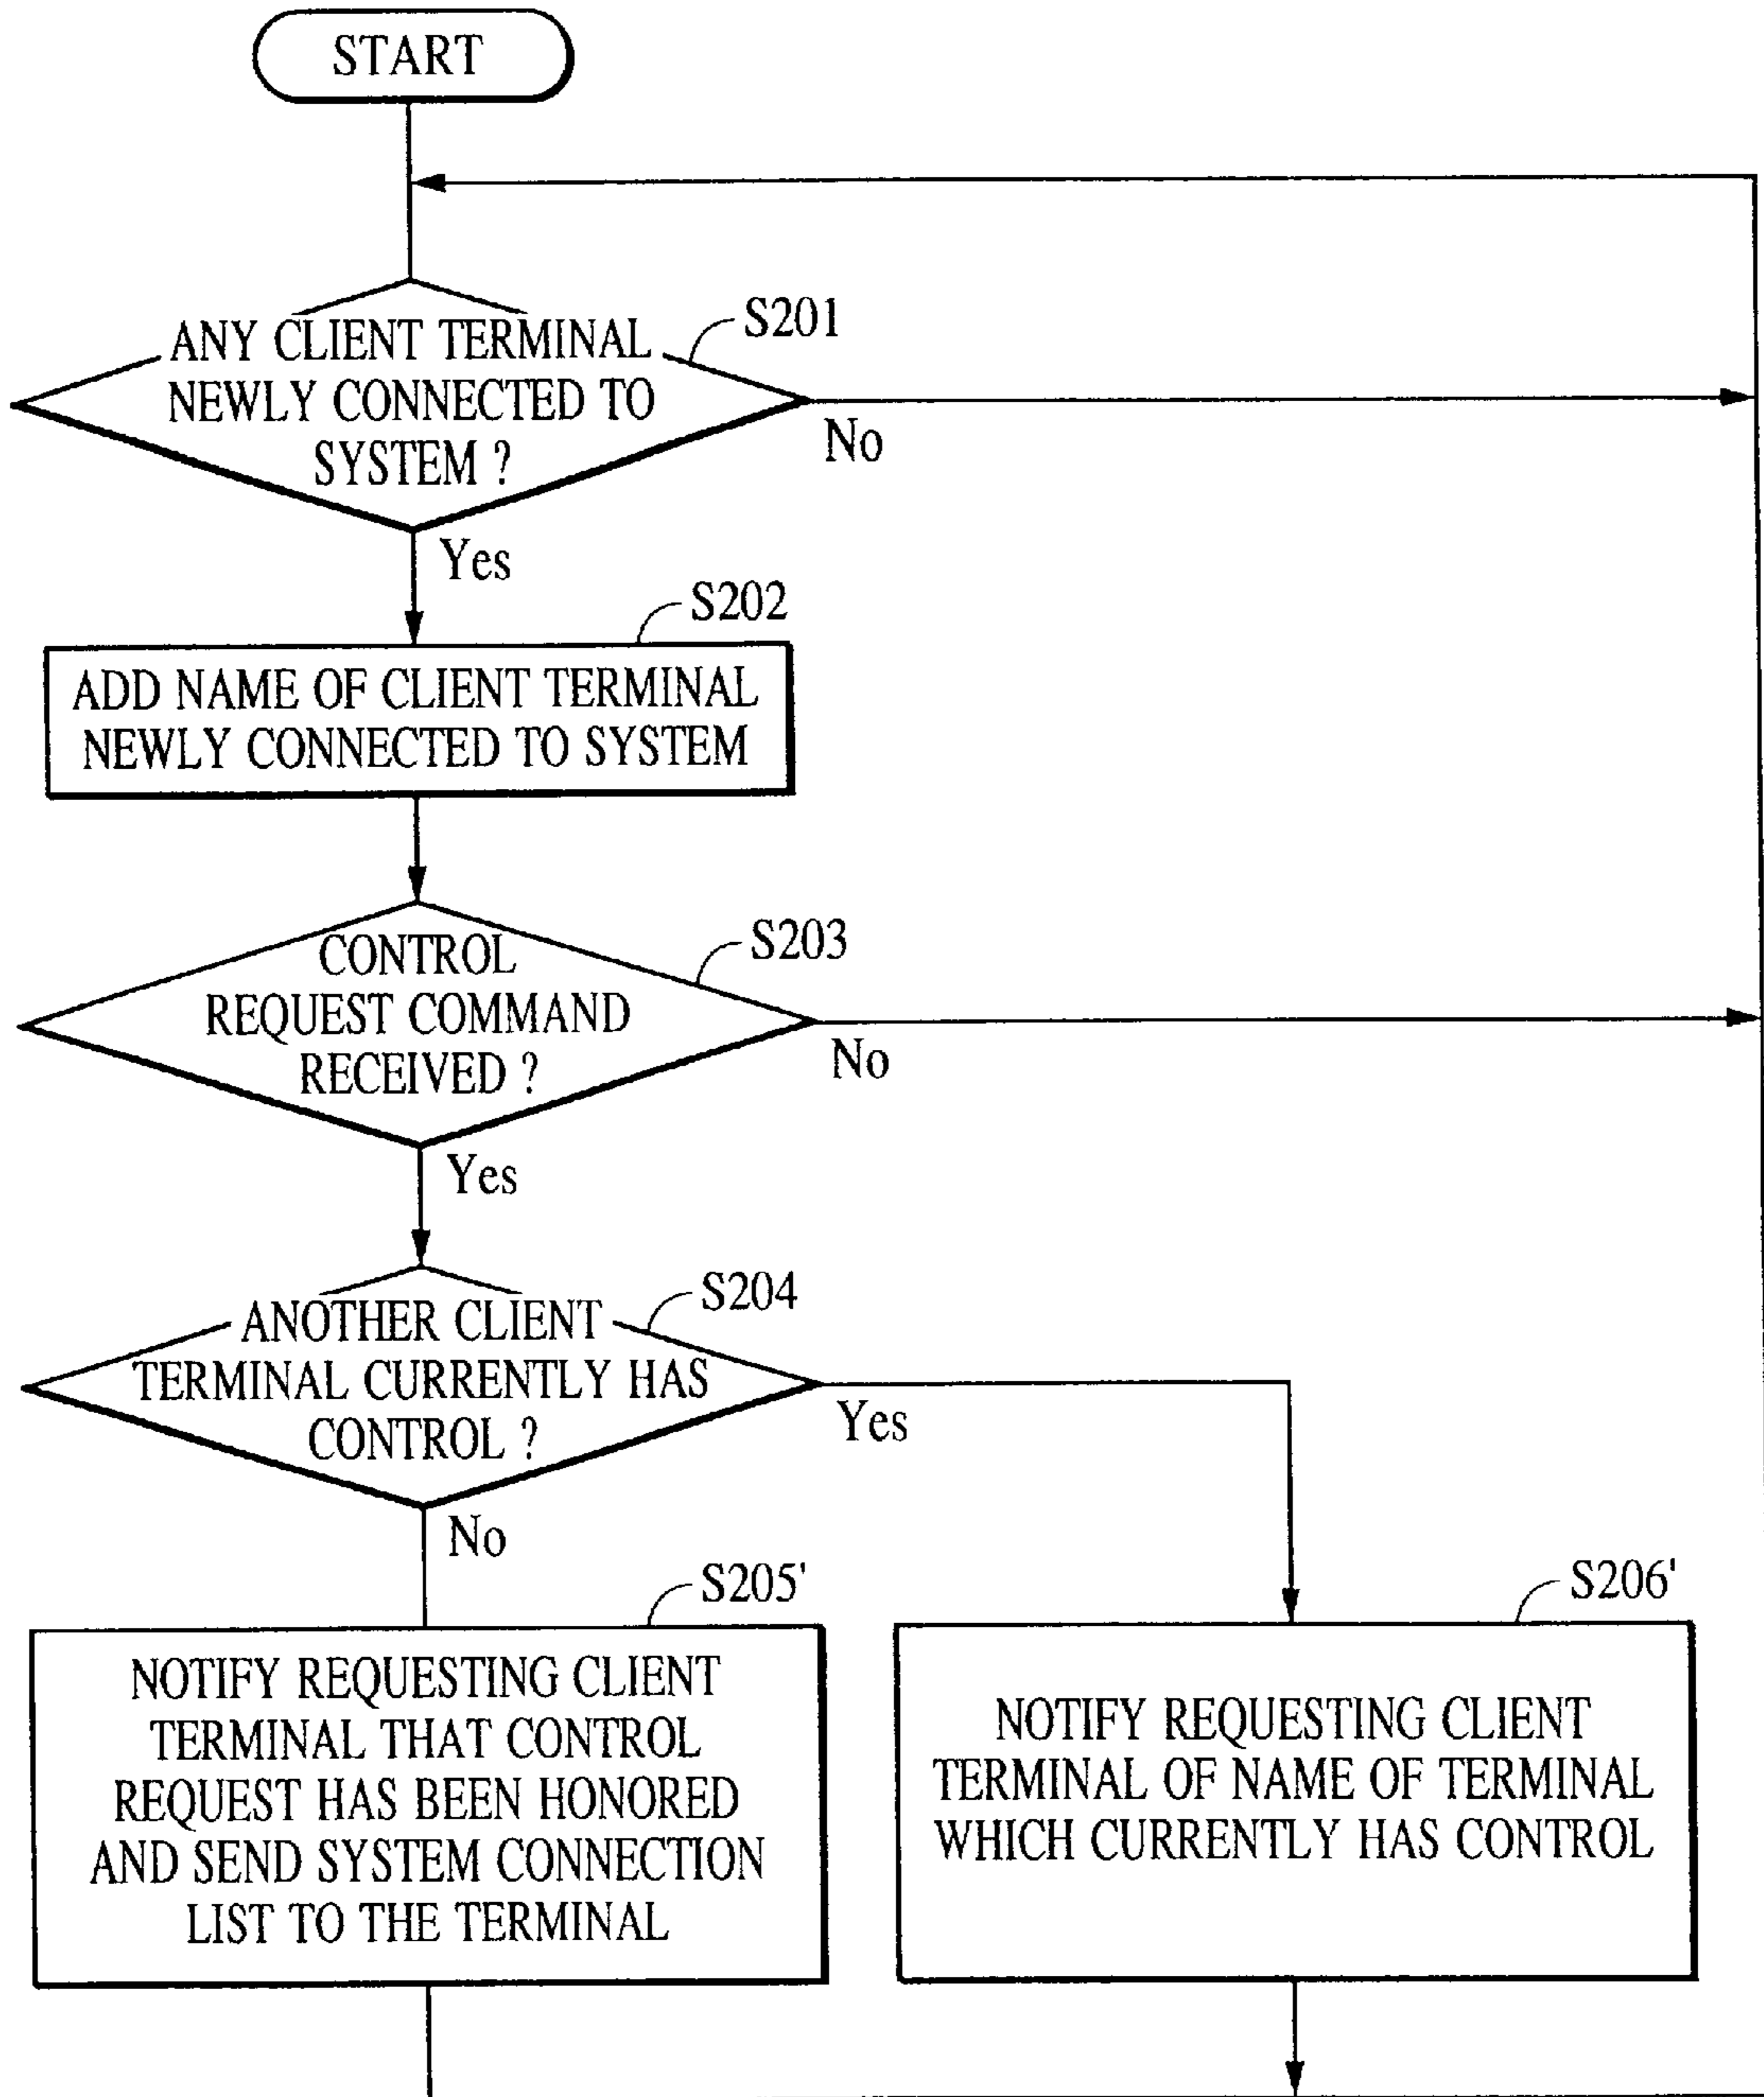 START
S201
ANY CLIENT TERMINAL
NEWLY CONNECTED TO
SYSTEM ?
No
Yes
S202
ADD NAME OF CLIENT TERMINAL
NEWLY CONNECTED TO SYSTEM
S203
CONTROL
REQUEST COMMAND
RECEIVED ?
No
Yes
S204
ANOTHER CLIENT
TERMINAL CURRENTLY HAS
CONTROL ?
Yes
No
S205'
NOTIFY REQUESTING CLIENT
TERMINAL THAT CONTROL
REQUEST HAS BEEN HONORED
AND SEND SYSTEM CONNECTION
LIST TO THE TERMINAL
S206'
NOTIFY REQUESTING CLIENT
TERMINAL OF NAME OF TERMINAL
WHICH CURRENTLY HAS CONTROL